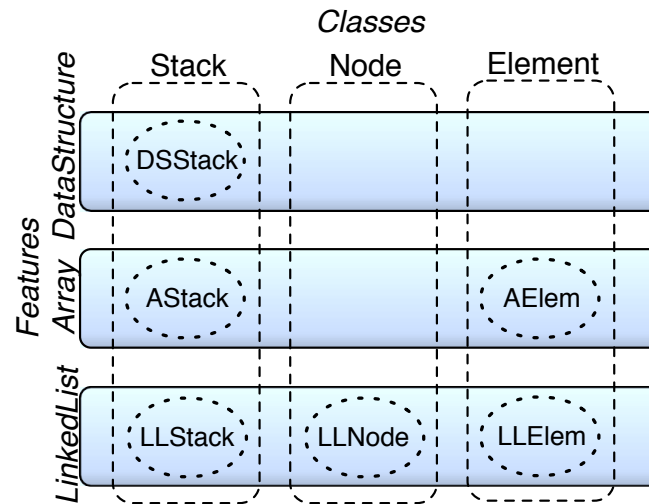 Classes
Stack
Node
Element
Features
DataStructure
DSStack
Array
AStack
AElem
LinkedList
LLStack
LLNode
LLElem